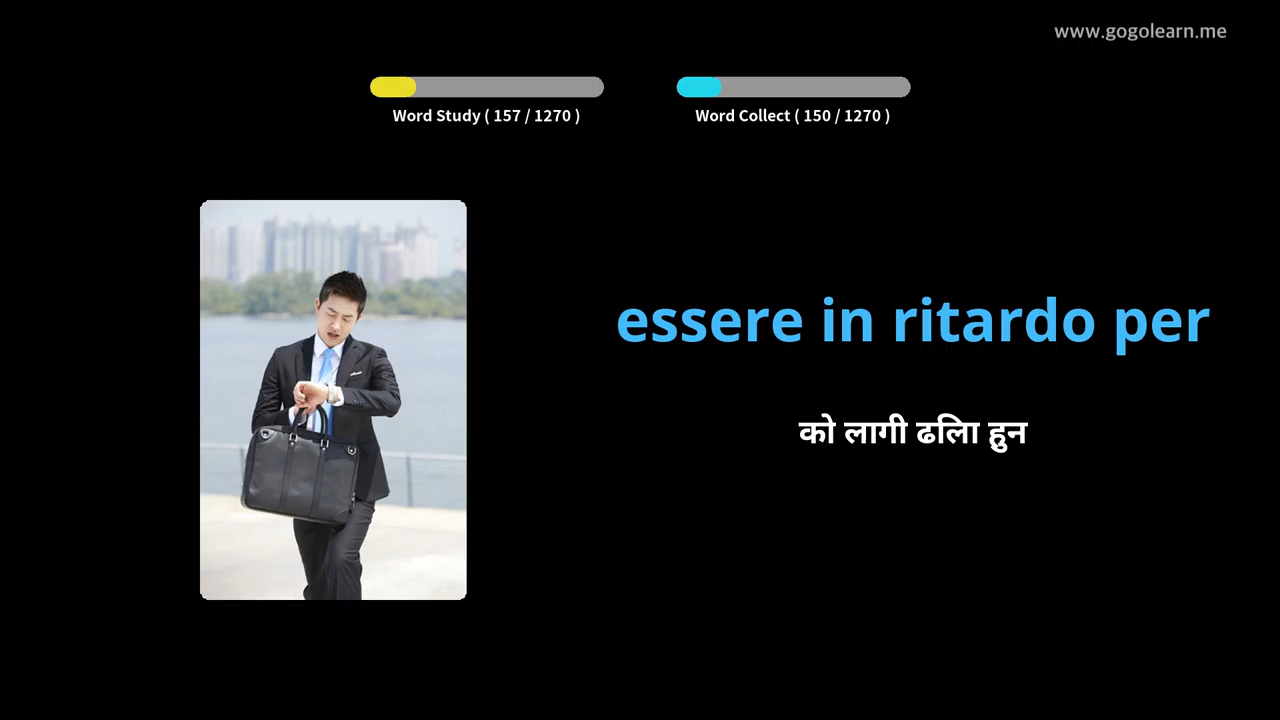 www.gogolearn.me
Word Study ( 157 / 1270 )
Word Collect ( 150 / 1270 )
essere in ritardo per
को लागी ढलिा हुन